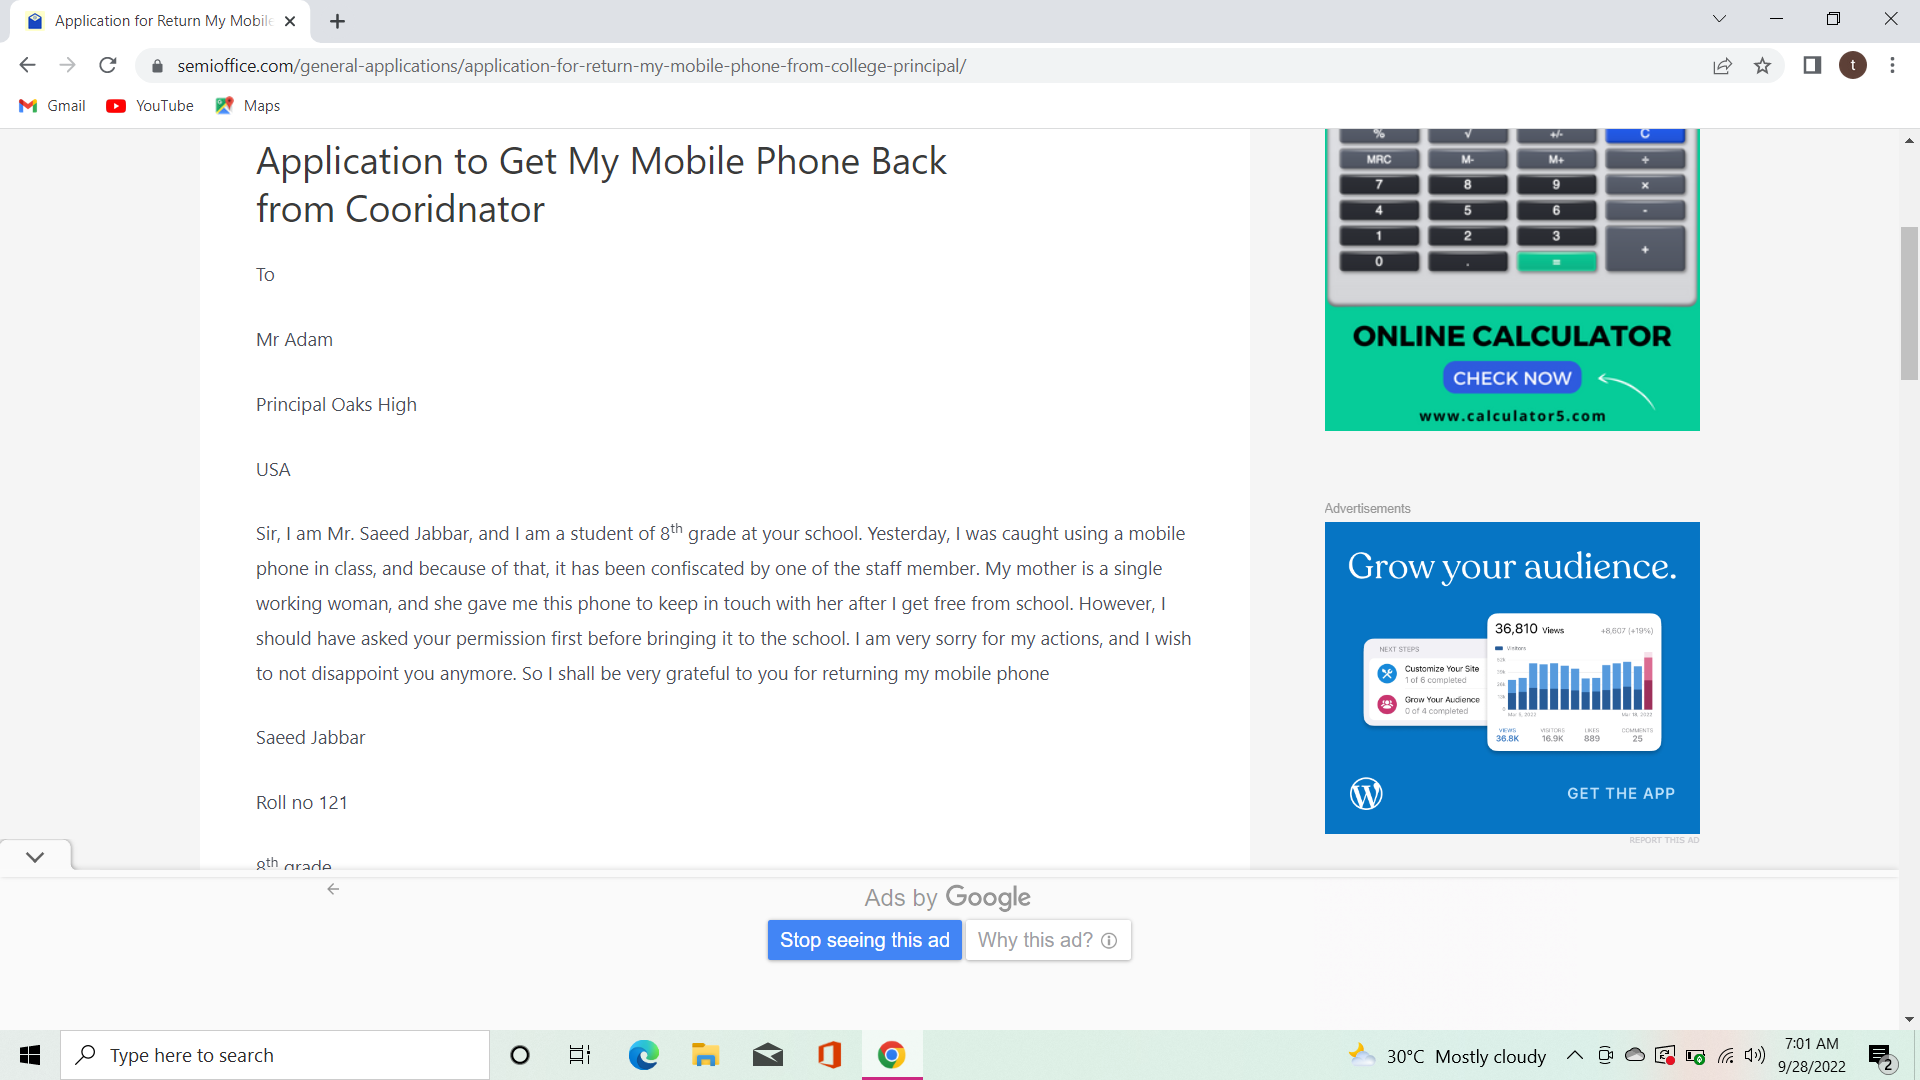 Application for Return My Mobile
semioffice.com/general-applications/application-for-return-my-mobile-phone-from-college-principal/
t
Gmail
YouTube
Maps
Application to Get My Mobile Phone Back
from Cooridnator
To
Mr Adam
Principal Oaks High
USA
Sir, I am Mr. Saeed Jabbar, and I am a student of 8th grade at your school. Yesterday, I was caught using a mobile
phone in class, and because of that, it has been confiscated by one of the staff member. My mother is a single
working woman, and she gave me this phone to keep in touch with her after I get free from school. However, I
should have asked your permission first before bringing it to the school. I am very sorry for my actions, and I wish
to not disappoint you anymore. So I shall be very grateful to you for returning my mobile phone
Saeed Jabbar
Roll no 121
8th grade
% √ +/- C
MRC M- M+ ÷
7 8 9 ×
4 5 6 -
1 2 3 +
0 . =
ONLINE CALCULATOR
CHECK NOW
www.calculator5.com
Advertisements
Grow your audience.
NEXT STEPS
Customize Your Site
1 of 6 completed
Grow Your Audience
0 of 4 completed
36,810 Views +8,607 (+19%)
Visitors
Mar 5, 2022 Mar 18, 2022
VIEWS VISITORS LIKES COMMENTS
36.8K 16.9K 889 25
GET THE APP
REPORT THIS AD
Ads by Google
Stop seeing this ad
Why this ad?
Type here to search
30°C Mostly cloudy
7:01 AM
9/28/2022
2